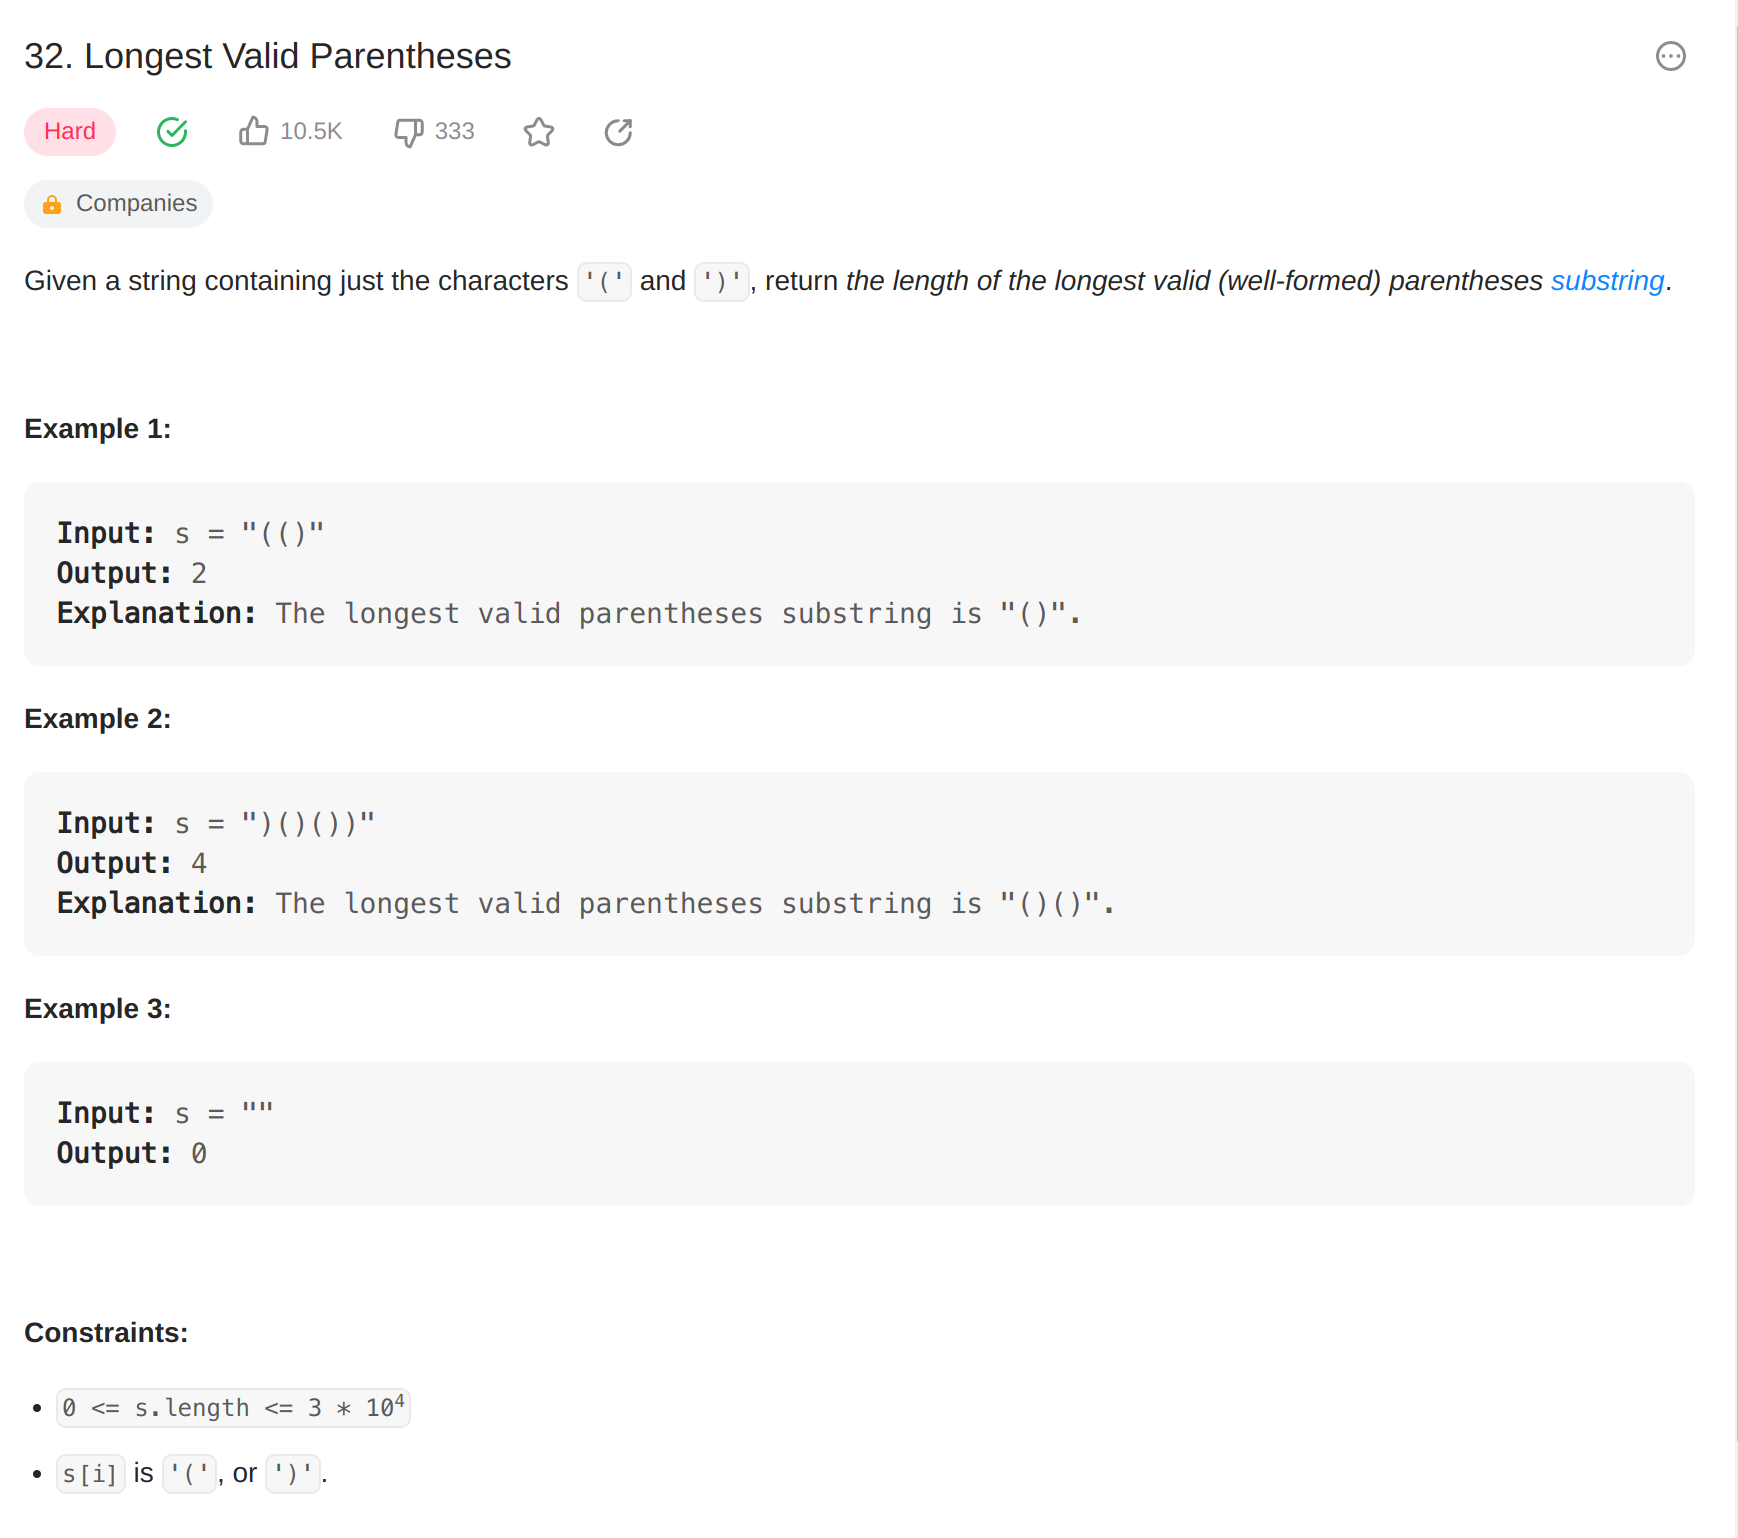 32. Longest Valid Parentheses
Hard 10.5K 333
Companies
Given a string containing just the characters '(' and ')', return the length of the longest valid (well-formed) parentheses substring.
Example 1:
Input: s = "(()"
Output: 2
Explanation: The longest valid parentheses substring is "()".
Example 2:
Input: s = ")()())"
Output: 4
Explanation: The longest valid parentheses substring is "()()".
Example 3:
Input: s = ""
Output: 0
Constraints:
• 0 <= s.length <= 3 * 10⁴
• s[i] is '(', or ')'.